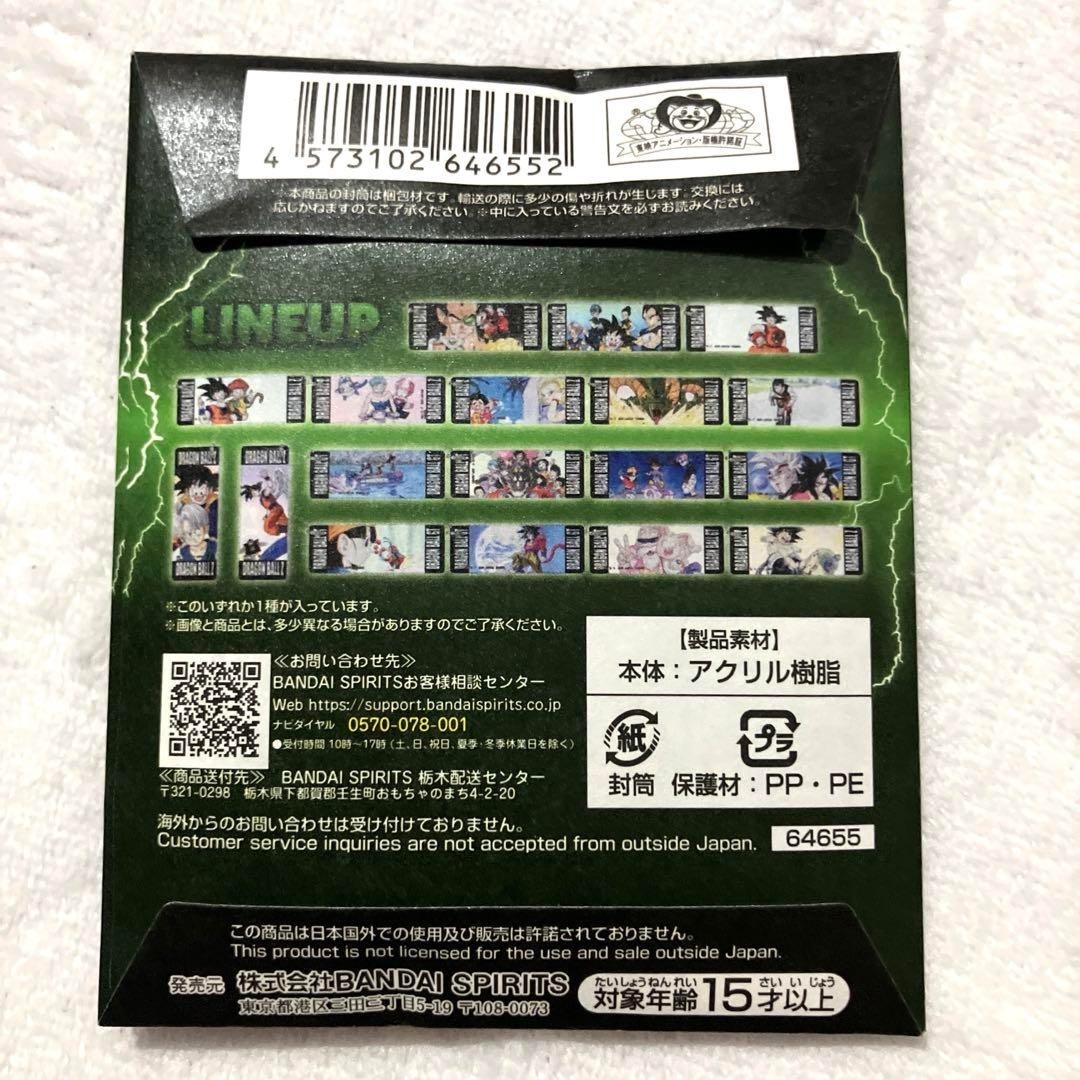 4 573102 646552
東映アニメーション・版権許諾証
本商品の封筒は梱包材です。輸送の際に多少の傷や折れが生じます。交換には
応じかねますのでご了承ください。※中に入っている警告文を必ずお読みください。
LINEUP
DRAGON BALL Z
DRAGON BALL Z
DRAGON BALL Z
DRAGON BALL Z
※このいずれか1種が入っています。
※画像と商品とは、多少異なる場合がありますのでご了承ください。
≪お問い合わせ先≫
BANDAI SPIRITSお客様相談センター
Web https://support.bandaispirits.co.jp
ナビダイヤル 0570-078-001
●受付時間 10時～17時（土、日、祝日、夏季・冬季休業日を除く）
≪商品送付先≫ BANDAI SPIRITS 栃木配送センター
〒321-0298 栃木県下都賀郡壬生町おもちゃのまち4-2-20
【製品素材】
本体：アクリル樹脂
紙 プラ
封筒 保護材：PP・PE
海外からのお問い合わせは受け付けておりません。
Customer service inquiries are not accepted from outside Japan.
64655
この商品は日本国外での使用及び販売は許諾されておりません。
This product is not licensed for the use and sale outside Japan.
発売元 株式会社BANDAI SPIRITS
東京都港区三田三丁目5-19 〒108-0073
たいしょうねんれい さいいじょう
対象年齢15才以上